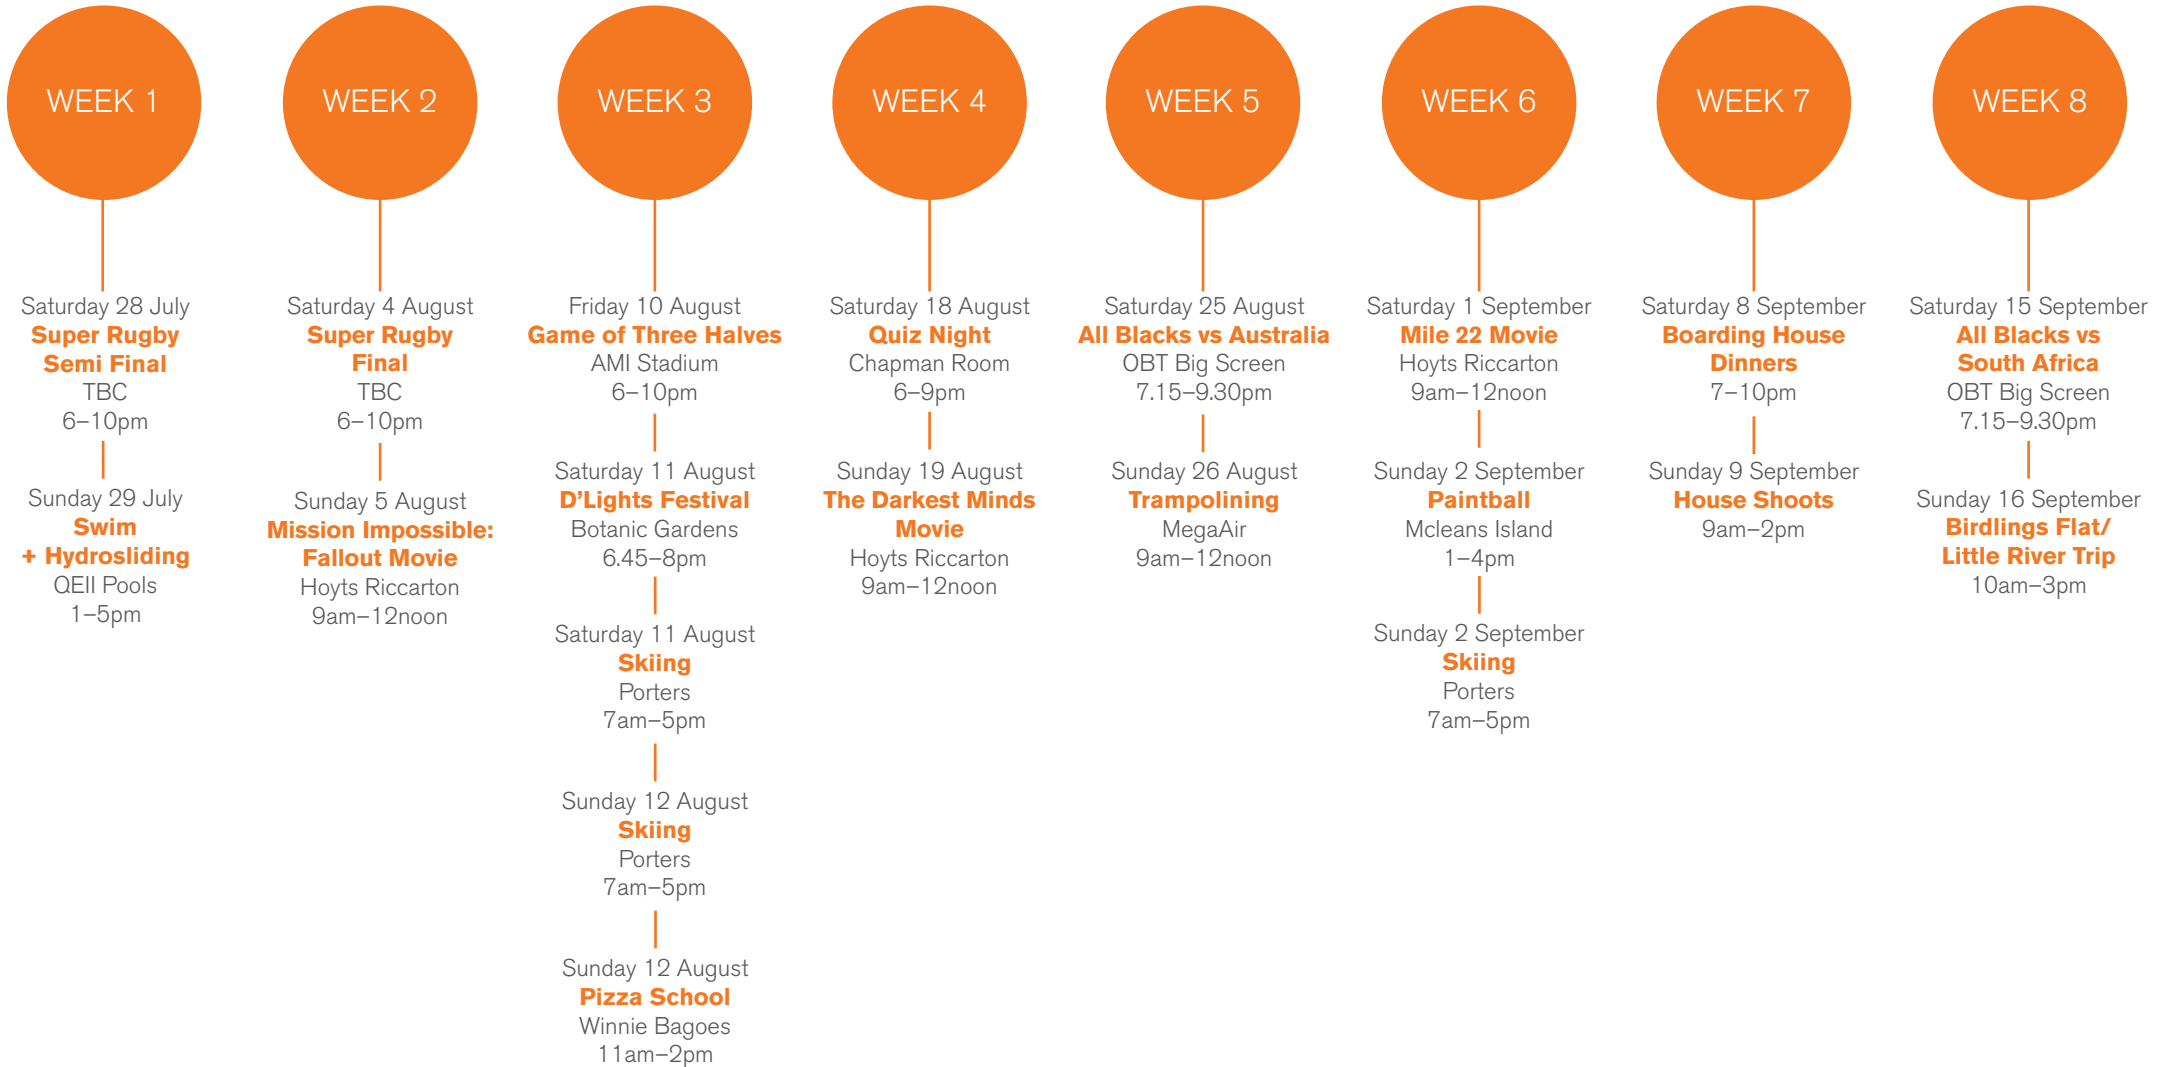 WEEK 1
Saturday 28 July
Super Rugby
Semi Final
TBC
6–10pm
Sunday 29 July
Swim
+ Hydrosliding
QEII Pools
1–5pm
WEEK 2
Saturday 4 August
Super Rugby
Final
TBC
6–10pm
Sunday 5 August
Mission Impossible:
Fallout Movie
Hoyts Riccarton
9am–12noon
WEEK 3
Friday 10 August
Game of Three Halves
AMI Stadium
6–10pm
Saturday 11 August
D’Lights Festival
Botanic Gardens
6.45–8pm
Saturday 11 August
Skiing
Porters
7am–5pm
Sunday 12 August
Skiing
Porters
7am–5pm
Sunday 12 August
Pizza School
Winnie Bagoes
11am–2pm
WEEK 4
Saturday 18 August
Quiz Night
Chapman Room
6–9pm
Sunday 19 August
The Darkest Minds
Movie
Hoyts Riccarton
9am–12noon
WEEK 5
Saturday 25 August
All Blacks vs Australia
OBT Big Screen
7.15–9.30pm
Sunday 26 August
Trampolining
MegaAir
9am–12noon
WEEK 6
Saturday 1 September
Mile 22 Movie
Hoyts Riccarton
9am–12noon
Sunday 2 September
Paintball
Mcleans Island
1–4pm
Sunday 2 September
Skiing
Porters
7am–5pm
WEEK 7
Saturday 8 September
Boarding House
Dinners
7–10pm
Sunday 9 September
House Shoots
9am–2pm
WEEK 8
Saturday 15 September
All Blacks vs
South Africa
OBT Big Screen
7.15–9.30pm
Sunday 16 September
Birdlings Flat/
Little River Trip
10am–3pm